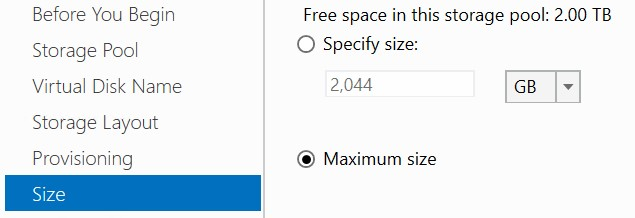 Before You Begin
Storage Pool
Virtual Disk Name
Storage Layout
Provisioning
Size
Free space in this storage pool: 2.00 TB
Specify size:
2,044 GB
Maximum size